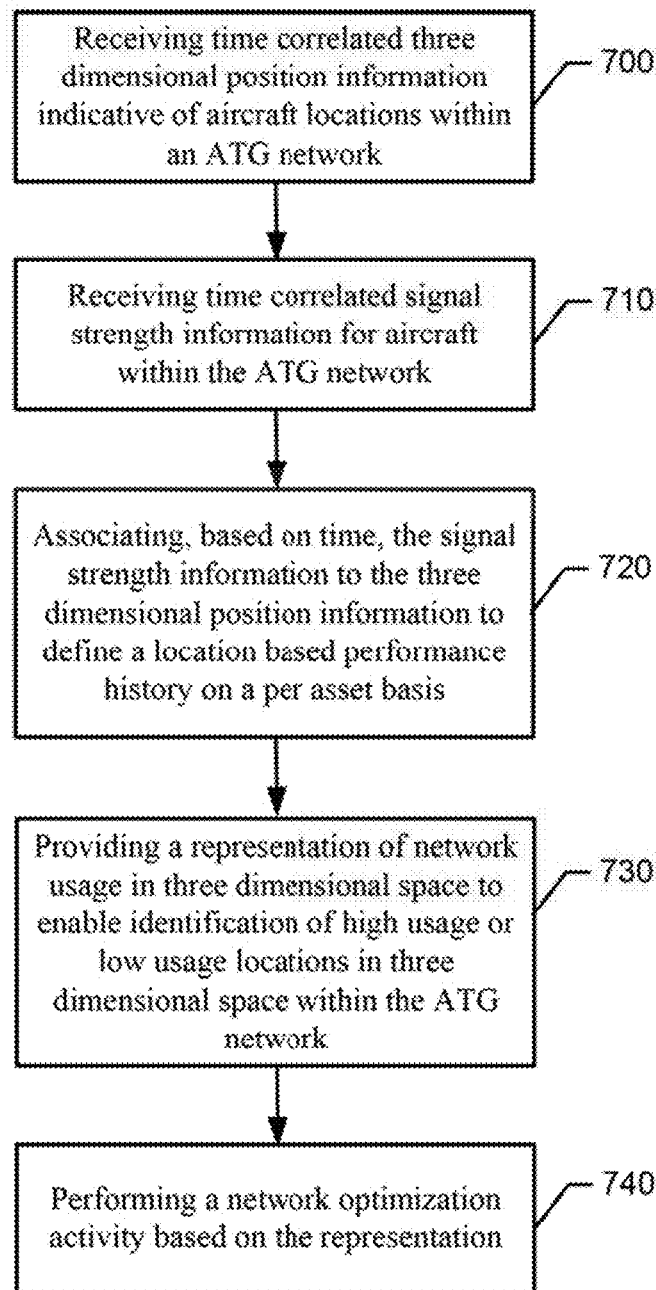 Receiving time correlated three
dimensional position information
indicative of aircraft locations within
an ATG network
700
Receiving time correlated signal
strength information for aircraft
within the ATG network
710
Associating, based on time, the signal
strength information to the three
dimensional position information to
define a location based performance
history on a per asset basis
720
Providing a representation of network
usage in three dimensional space to
enable identification of high usage or
low usage locations in three
dimensional space within the ATG
network
730
Performing a network optimization
activity based on the representation
740